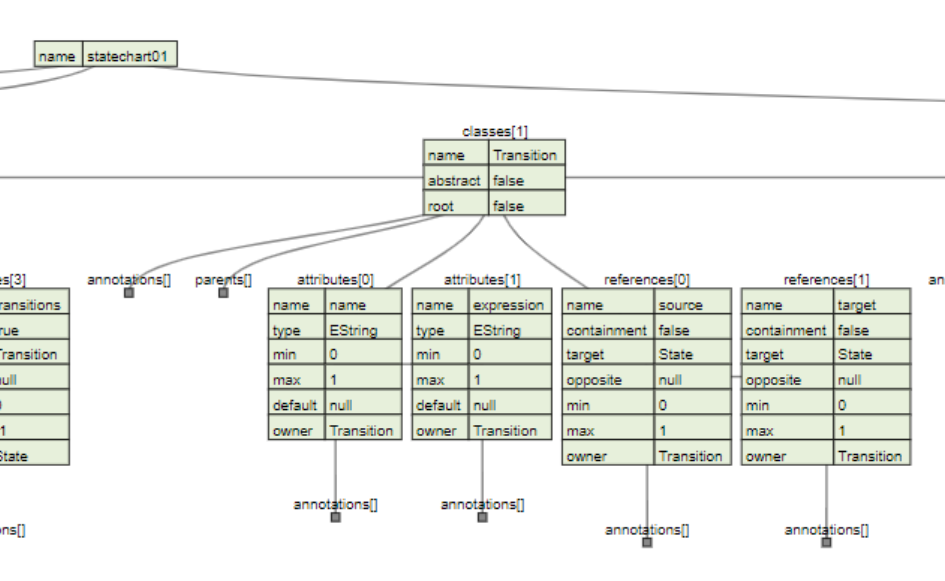 name statechart01
classes[1]
name Transition
abstract false
root false
annotations[]
parents[]
attributes[0]
name name
type EString
min 0
max 1
default null
owner Transition
annotations[]
attributes[1]
name expression
type EString
min 0
max 1
default null
owner Transition
annotations[]
references[0]
name source
containment false
target State
opposite null
min 0
max 1
owner Transition
annotations[]
references[1]
name target
containment false
target State
opposite null
min 0
max 1
owner Transition
annotations[]
es[3]
ransitions
rue
Transition
ull
1
State
ns[]
an